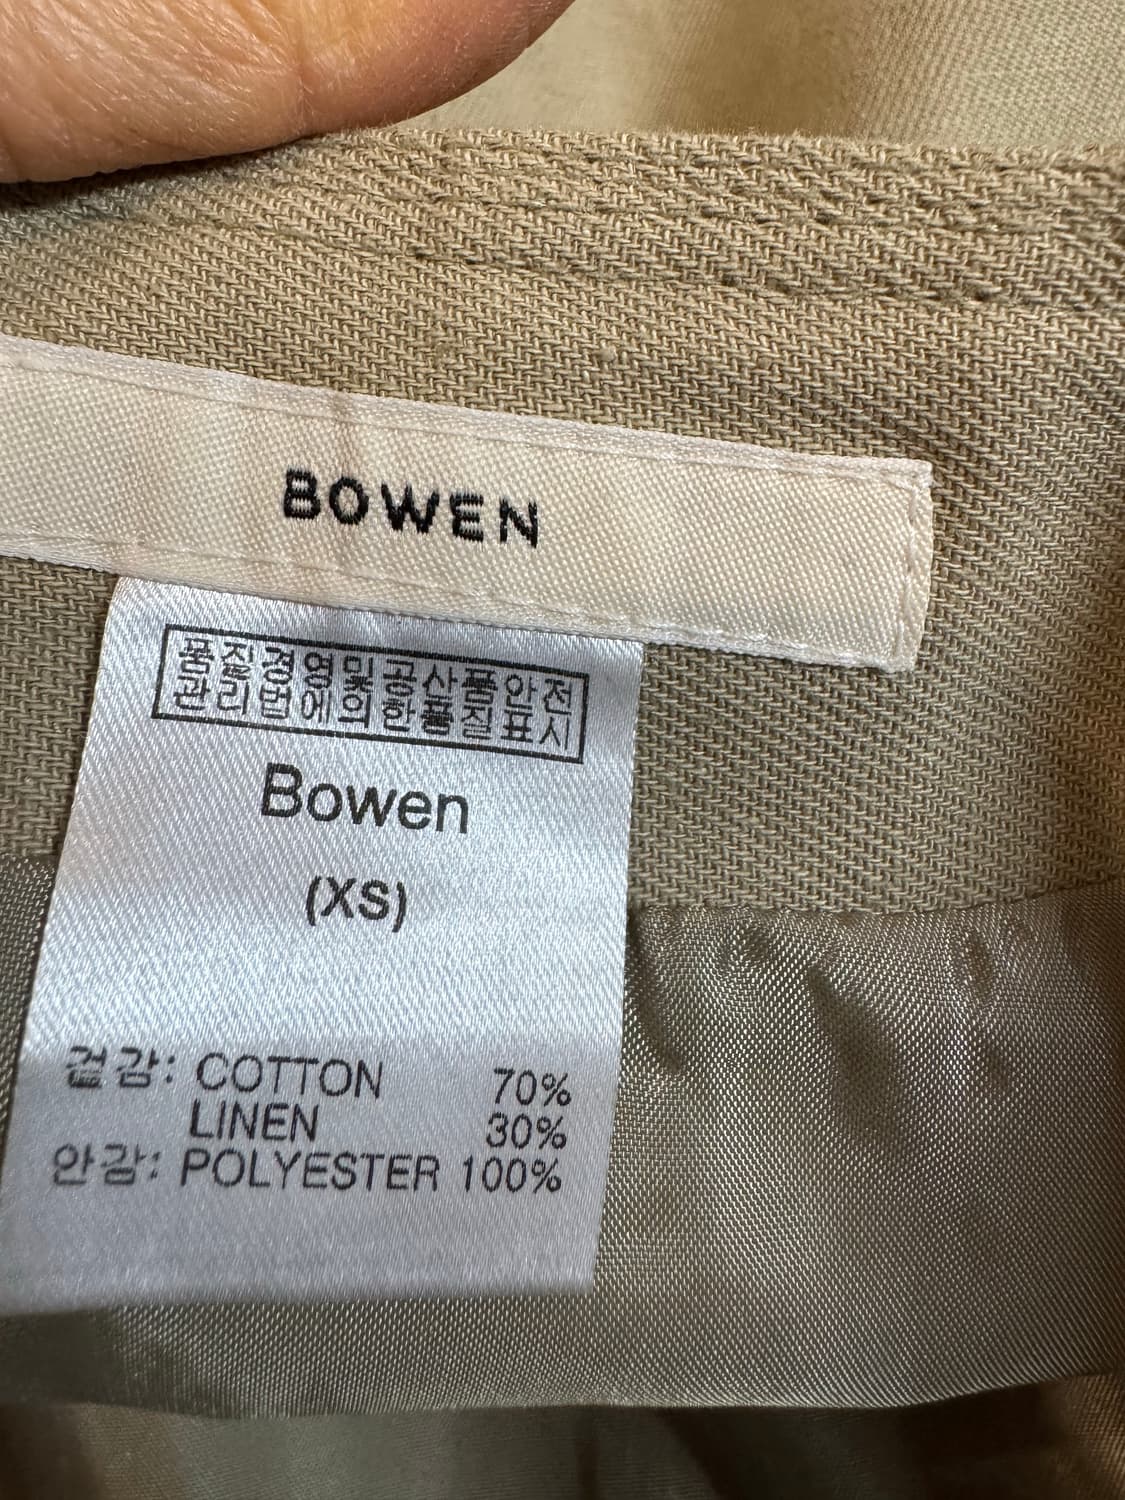 BOWEN
품질경영및공산품안전
관리법에의한품질표시
Bowen
(XS)
겉감: COTTON 70%
LINEN 30%
안감: POLYESTER 100%